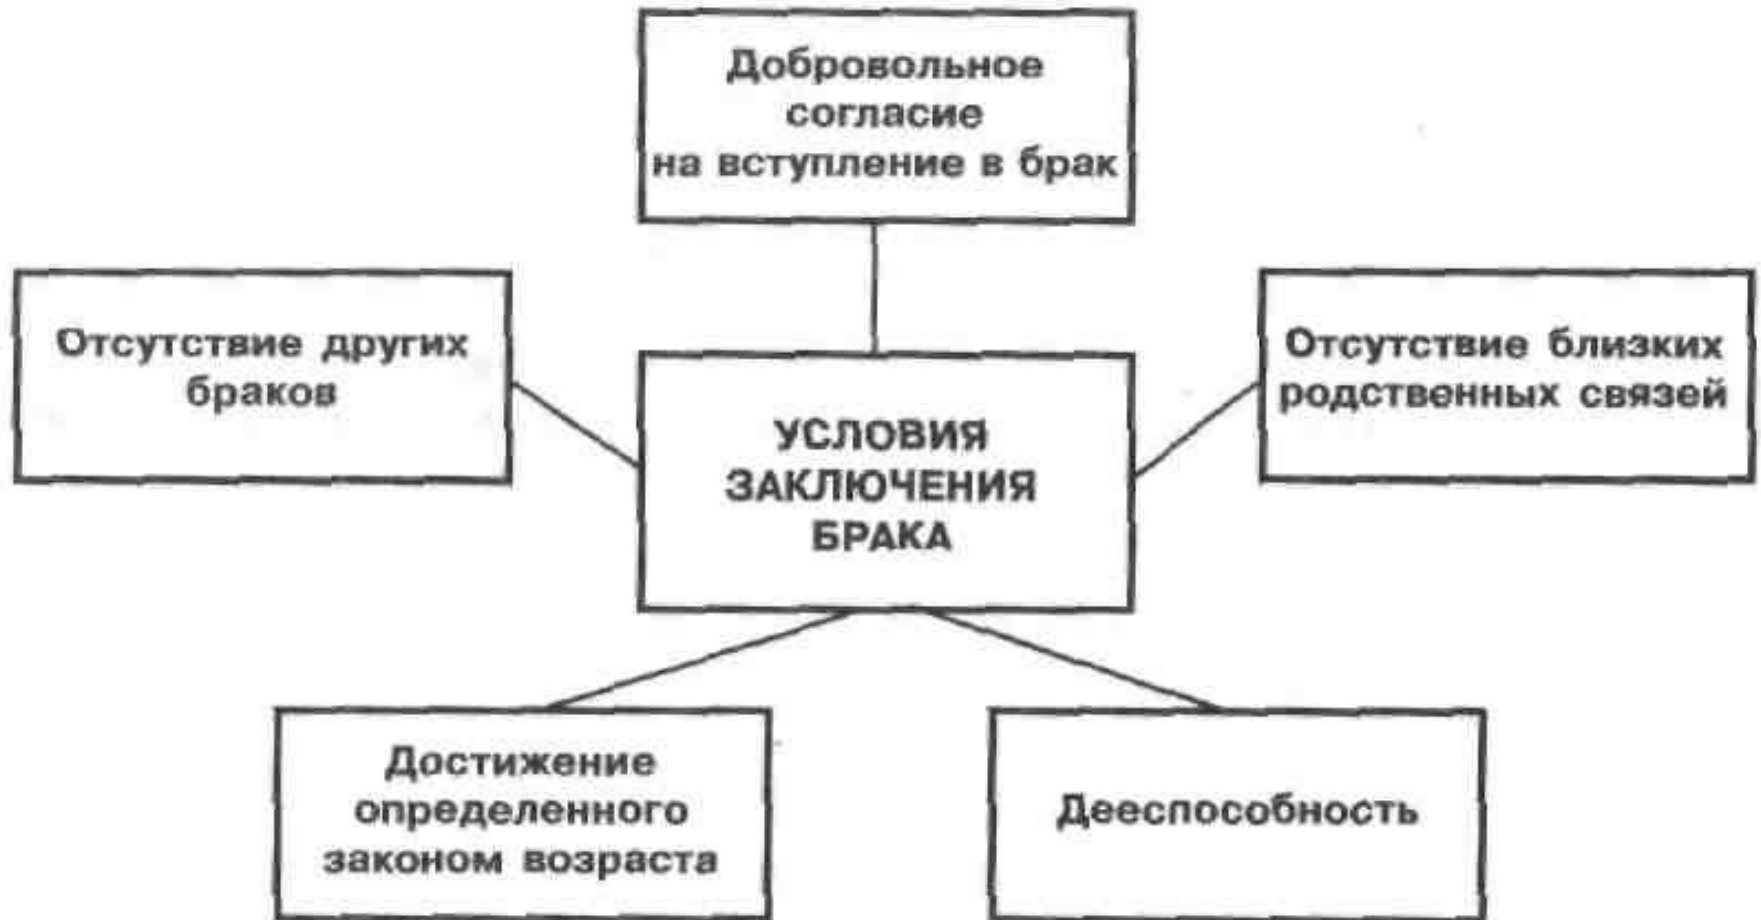 Добровольное
согласие
на вступление в брак
Отсутствие других
браков
Отсутствие близких
родственных связей
УСЛОВИЯ
ЗАКЛЮЧЕНИЯ
БРАКА
Достижение
определенного
законом возраста
Дееспособность